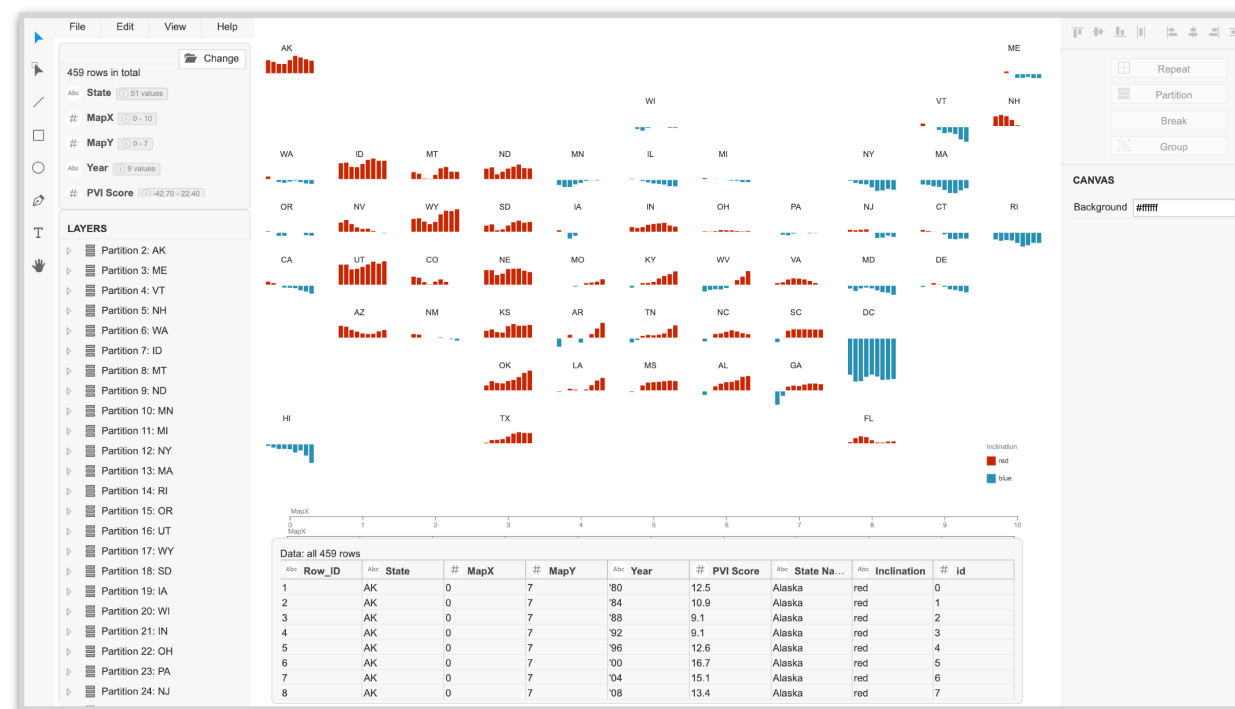 File Edit View Help
Change
459 rows in total
Abc State 51 values
# MapX 0 - 10
# MapY 0 - 7
Abc Year 9 values
# PVI Score -42.70 - 22.40
LAYERS
Partition 2: AK
Partition 3: ME
Partition 4: VT
Partition 5: NH
Partition 6: WA
Partition 7: ID
Partition 8: MT
Partition 9: ND
Partition 10: MN
Partition 11: MI
Partition 12: NY
Partition 13: MA
Partition 14: RI
Partition 15: OR
Partition 16: UT
Partition 17: WY
Partition 18: SD
Partition 19: IA
Partition 20: WI
Partition 21: IN
Partition 22: OH
Partition 23: PA
Partition 24: NJ
AK ME
WI VT NH
WA ID MT ND MN IL MI NY MA
OR NV WY SD IA IN OH PA NJ CT RI
CA UT CO NE MO KY WV VA MD DE
AZ NM KS AR TN NC SC DC
OK LA MS AL GA
HI TX FL
Inclination
red
blue
MapX
0 1 2 3 4 5 6 7 8 9 10
MapX
Data: all 459 rows
Abc Row_ID Abc State # MapX # MapY Abc Year # PVI Score Abc State Na... Abc Inclination # id
1 AK 0 7 '80 12.5 Alaska red 0
2 AK 0 7 '84 10.9 Alaska red 1
3 AK 0 7 '88 9.1 Alaska red 2
4 AK 0 7 '92 9.1 Alaska red 3
5 AK 0 7 '96 12.6 Alaska red 4
6 AK 0 7 '00 16.7 Alaska red 5
7 AK 0 7 '04 15.1 Alaska red 6
8 AK 0 7 '08 13.4 Alaska red 7
Repeat
Partition
Break
Group
CANVAS
Background #ffffff